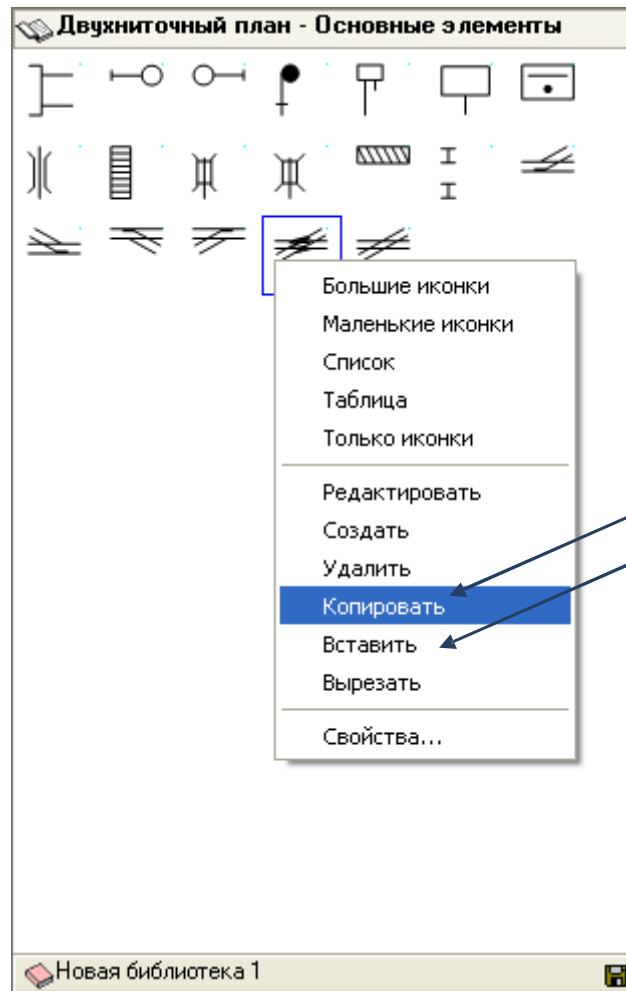 Двухниточный план - Основные элементы
Большие иконки
Маленькие иконки
Список
Таблица
Только иконки
Редактировать
Создать
Удалить
Копировать
Вставить
Вырезать
Свойства...
Новая библиотека 1